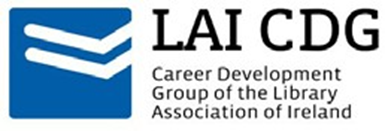 LAI CDG
Career Development
Group of the Library
Association of Ireland